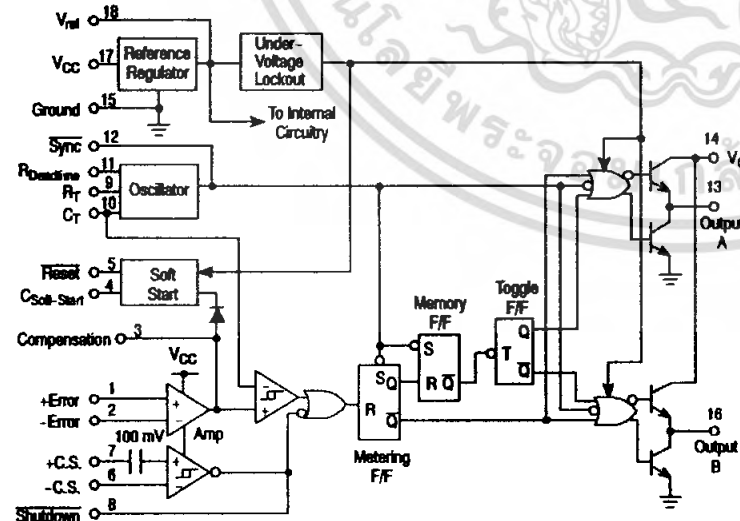 Vref 18
VCC 17
Reference Regulator
Under-Voltage Lockout
Ground 15
To Internal Circuitry
Sync 12
RDeadtime 11
RT 9
CT 10
Oscillator
14
13
Output A
Reset 5
CSoft-Start 4
Soft Start
Compensation 3
VCC
Memory F/F
Toggle F/F
S
R Q
T
Q
Q
+Error 1
-Error 2
+
-
Amp
-
+
S Q
R
Q
Metering F/F
16
Output B
+C.S. 7
100 mV
-C.S. 6
+
-
Shutdown 8